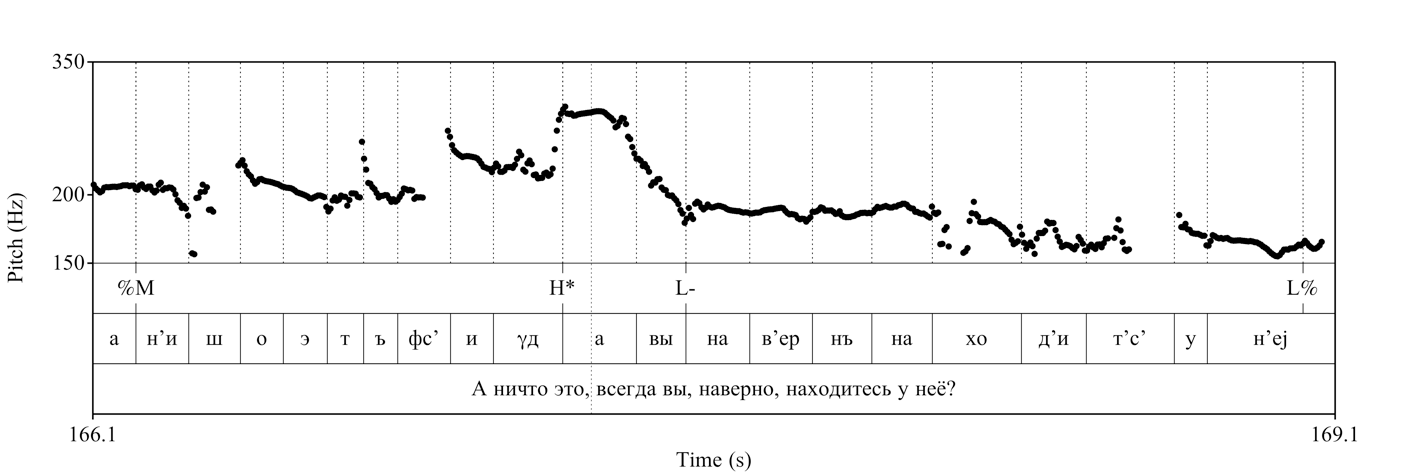 350
200
150
Pitch (Hz)
%M H* L- L%
а н’и ш о э т ъ фс’ и γд а вы на в’ер нъ на хо д’и т’с’ у н’еj
А ничто это, всегда вы, наверно, находитесь у неё?
166.1 169.1
Time (s)